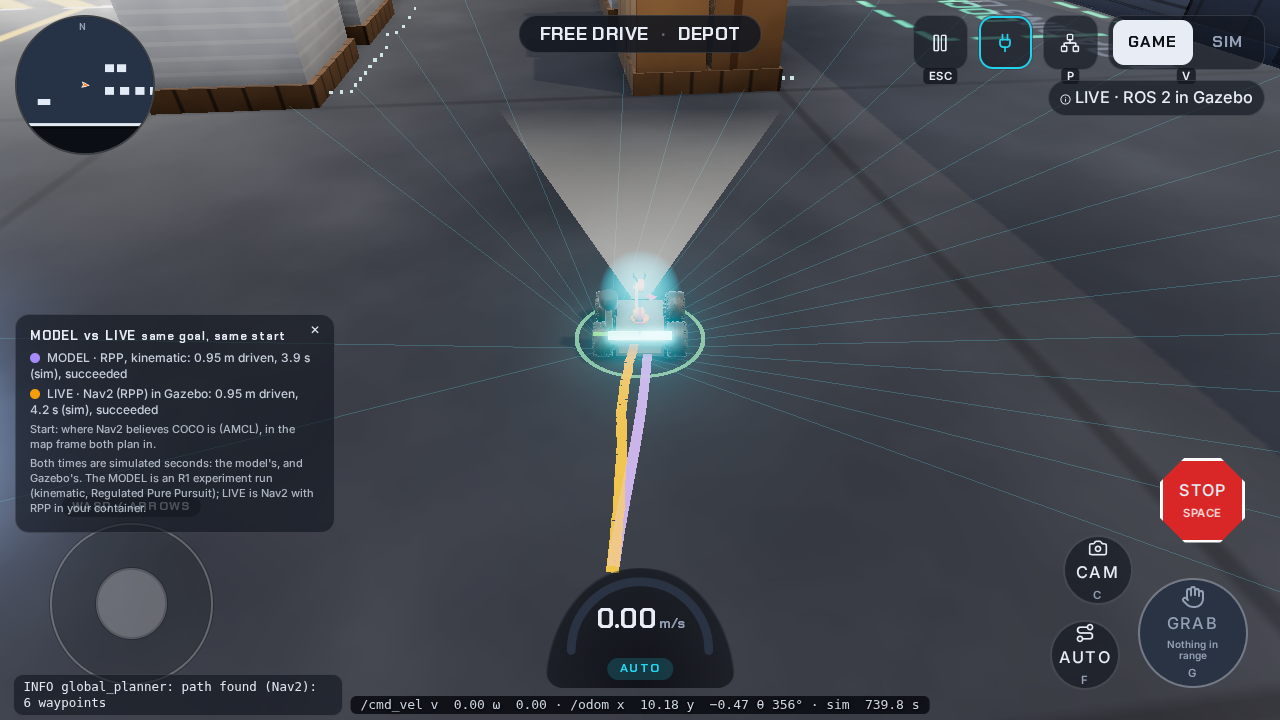 N
FREE DRIVE · DEPOT
ESC
P
GAME
SIM
V
LIVE · ROS 2 in Gazebo
MODEL vs LIVE same goal, same start
×
MODEL · RPP, kinematic: 0.95 m driven, 3.9 s
(sim), succeeded
LIVE · Nav2 (RPP) in Gazebo: 0.95 m driven,
4.2 s (sim), succeeded
Start: where Nav2 believes COCO is (AMCL), in the
map frame both plan in.
Both times are simulated seconds: the model's, and
Gazebo's. The MODEL is an R1 experiment run
(kinematic, Regulated Pure Pursuit); LIVE is Nav2 with
RPP in your container.
STOP
SPACE
CAM
C
GRAB
Nothing in
range
G
AUTO
F
0.00 m/s
AUTO
INFO global_planner: path found (Nav2):
6 waypoints
/cmd_vel v 0.00 ω 0.00 · /odom x 10.18 y −0.47 θ 356° · sim 739.8 s